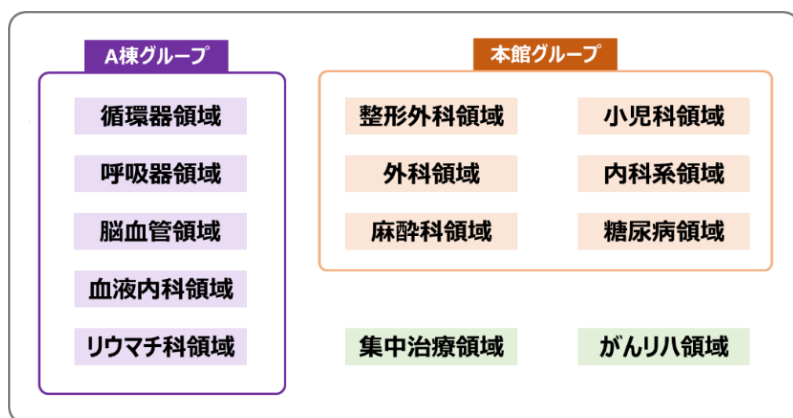 A棟グループ
循環器領域
呼吸器領域
脳血管領域
血液内科領域
リウマチ科領域
本館グループ
整形外科領域
小児科領域
外科領域
内科系領域
麻酔科領域
糖尿病領域
集中治療領域
がんリハ領域